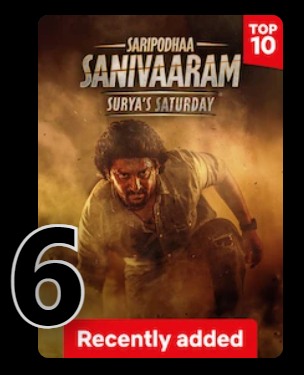 TOP
10
SARIPODHAA
SANIVAARAM
SURYA'S SATURDAY
6
Recently added